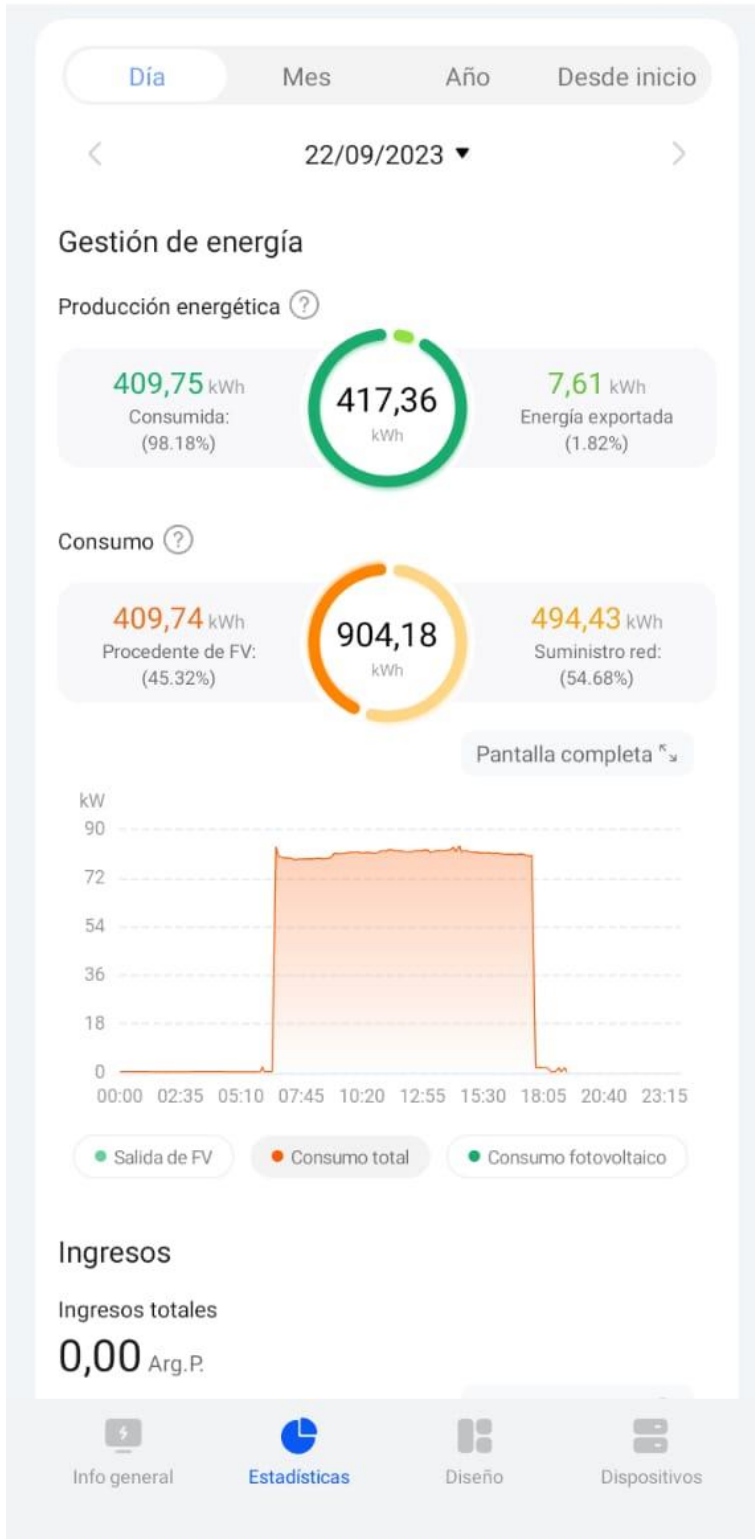 Día Mes Año Desde inicio
22/09/2023
Gestión de energía
Producción energética ?
409,75 kWh
Consumida:
(98.18%)
417,36
kWh
7,61 kWh
Energía exportada
(1.82%)
Consumo ?
409,74 kWh
Procedente de FV:
(45.32%)
904,18
kWh
494,43 kWh
Suministro red:
(54.68%)
Pantalla completa
kW
90
72
54
36
18
0
00:00 02:35 05:10 07:45 10:20 12:55 15:30 18:05 20:40 23:15
Salida de FV Consumo total Consumo fotovoltaico
Ingresos
Ingresos totales
0,00 Arg.P.
Info general Estadísticas Diseño Dispositivos